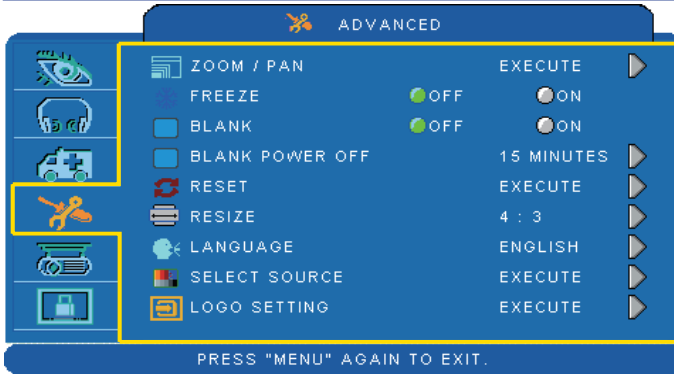 ADVANCED
ZOOM / PAN EXECUTE
FREEZE OFF ON
BLANK OFF ON
BLANK POWER OFF 15 MINUTES
RESET EXECUTE
RESIZE 4 : 3
LANGUAGE ENGLISH
SELECT SOURCE EXECUTE
LOGO SETTING EXECUTE
PRESS "MENU" AGAIN TO EXIT.